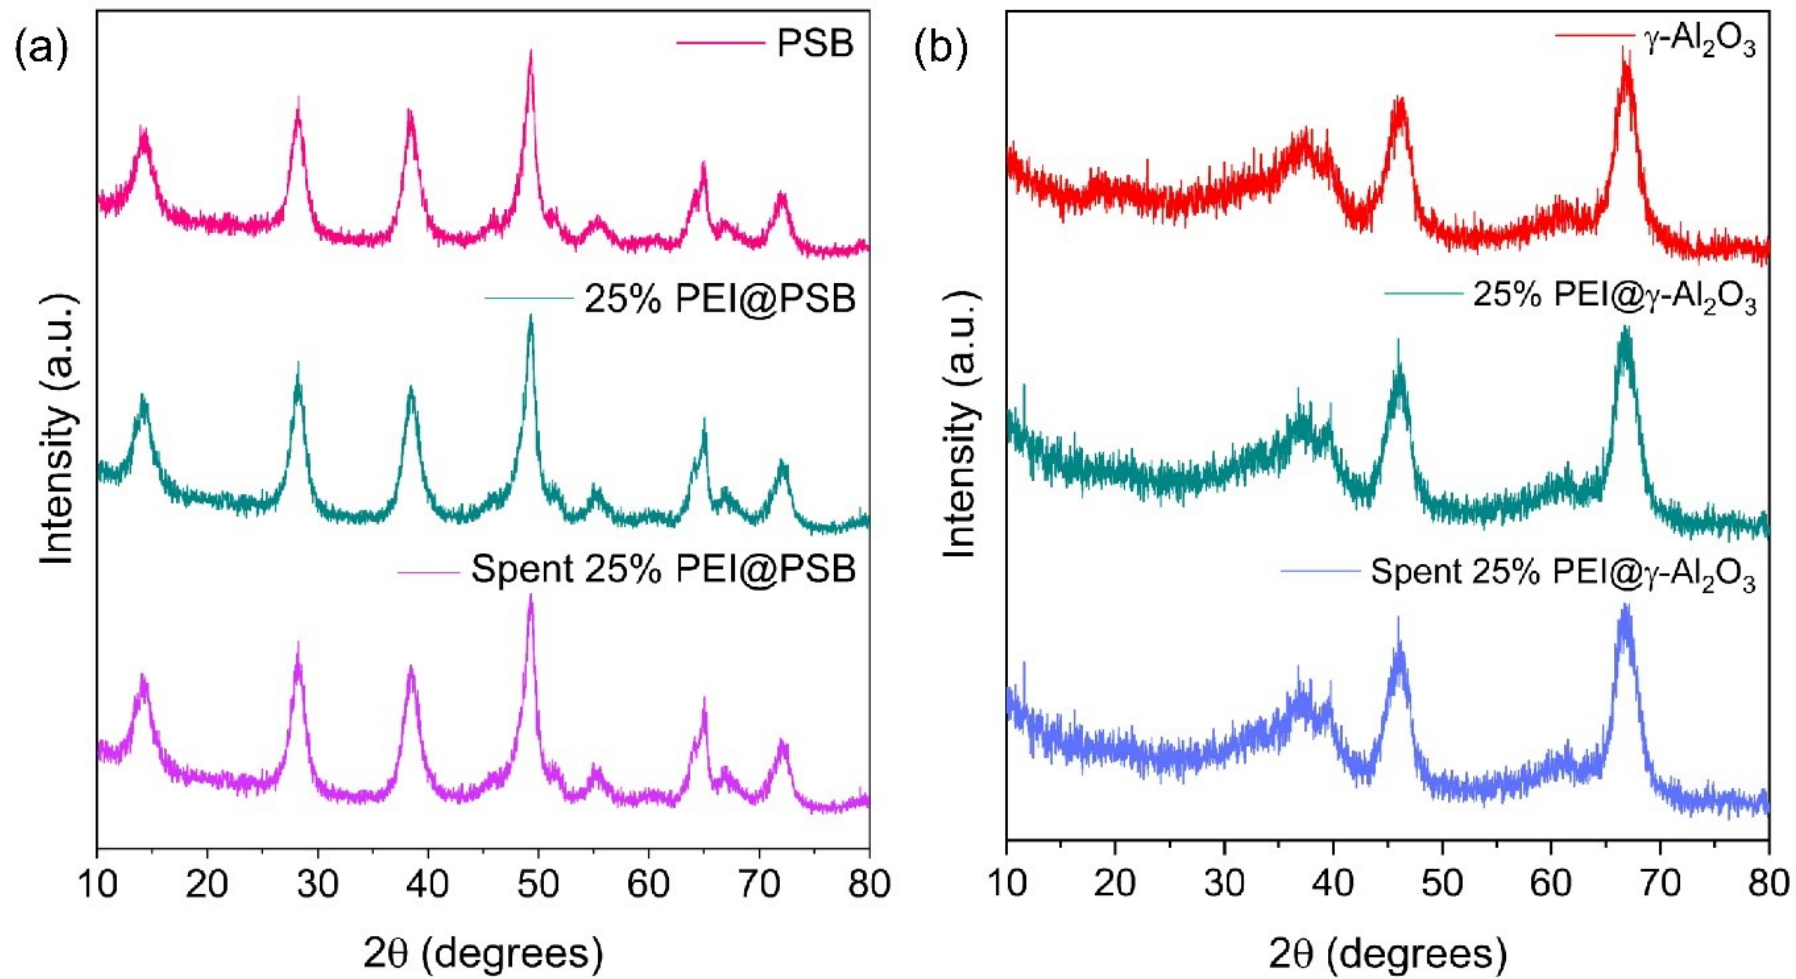 (a)
PSB
25% PEI@PSB
Spent 25% PEI@PSB
Intensity (a.u.)
10 20 30 40 50 60 70 80
2θ (degrees)
(b)
γ-Al₂O₃
25% PEI@γ-Al₂O₃
Spent 25% PEI@γ-Al₂O₃
Intensity (a.u.)
10 20 30 40 50 60 70 80
2θ (degrees)